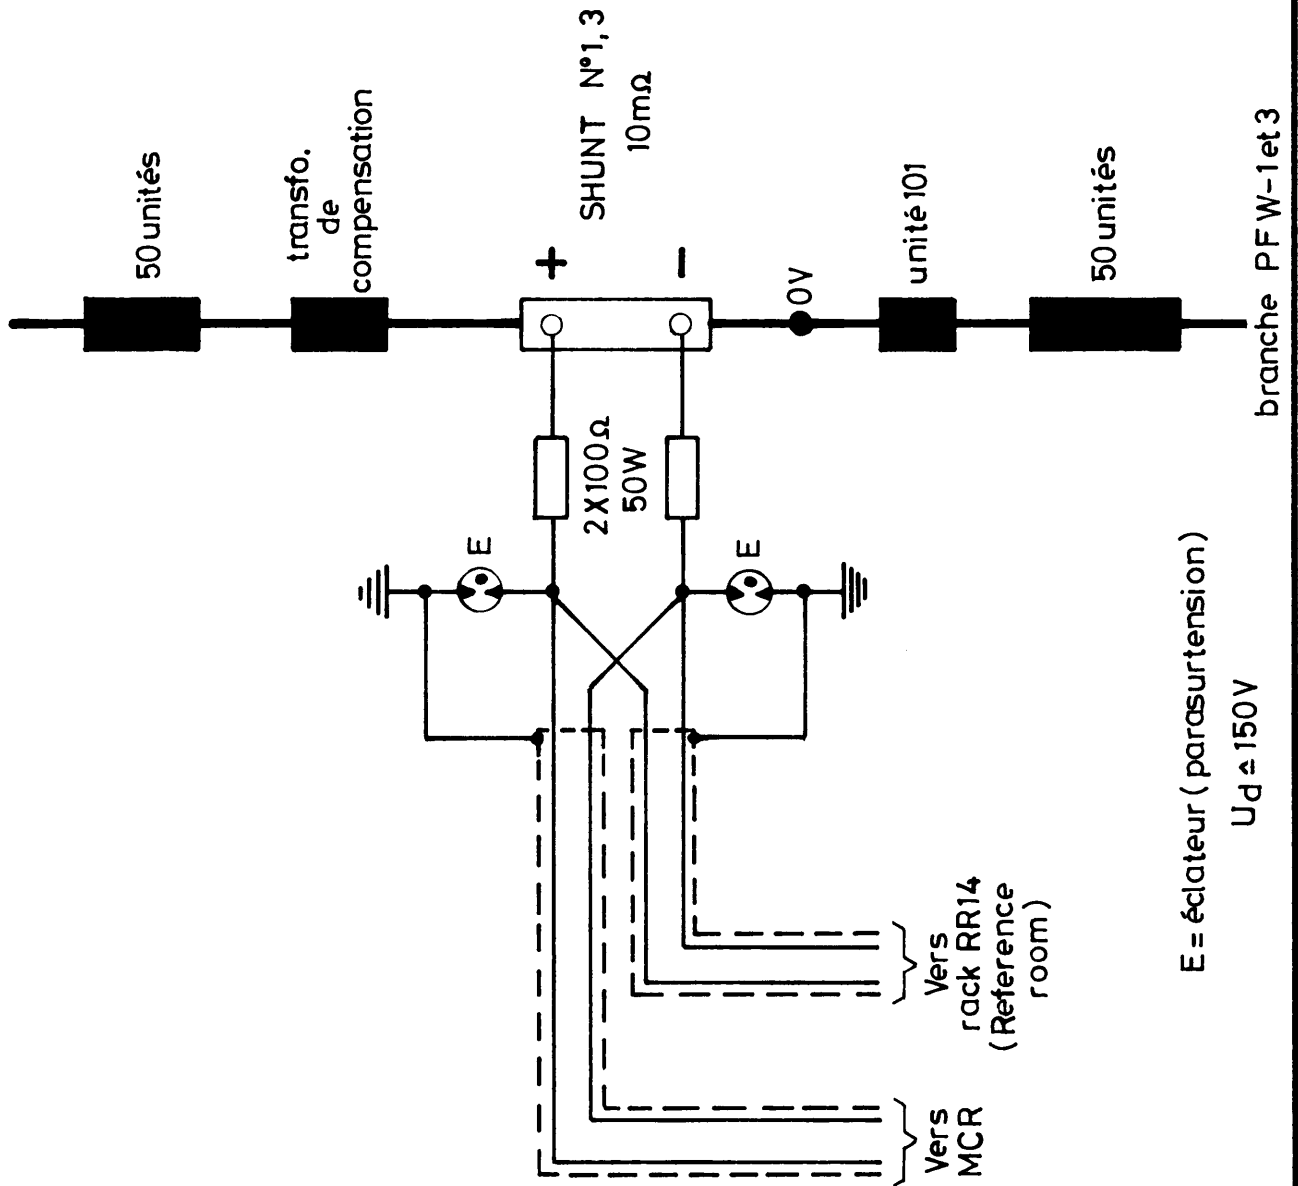 50 unités
transfo.
de
compensation
+
SHUNT N°1,3
10mΩ
−
0V
unité 101
50 unités
branche PFW-1 et 3
2X100Ω
50W
E
E
Vers
MCR
Vers
rack RR14
(Reference
room)
E = éclateur (parasurtension)
Ud ≙ 150V